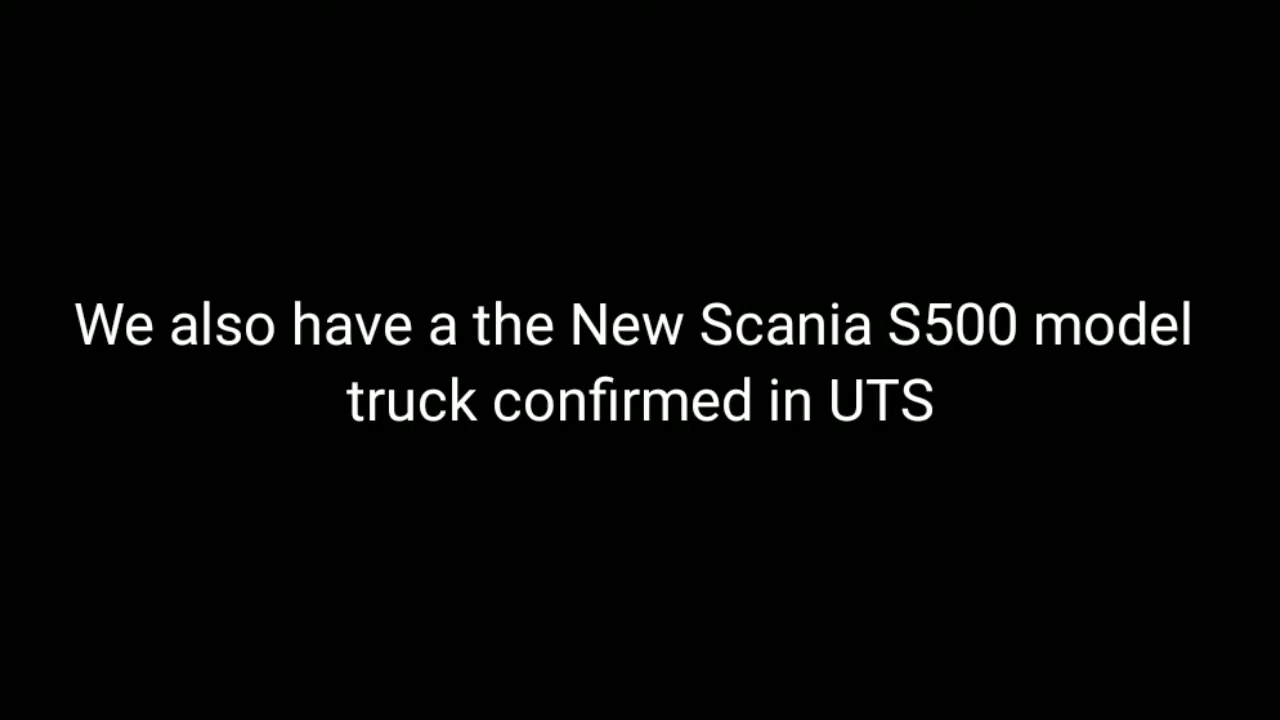 We also have a the New Scania S500 model
truck confirmed in UTS